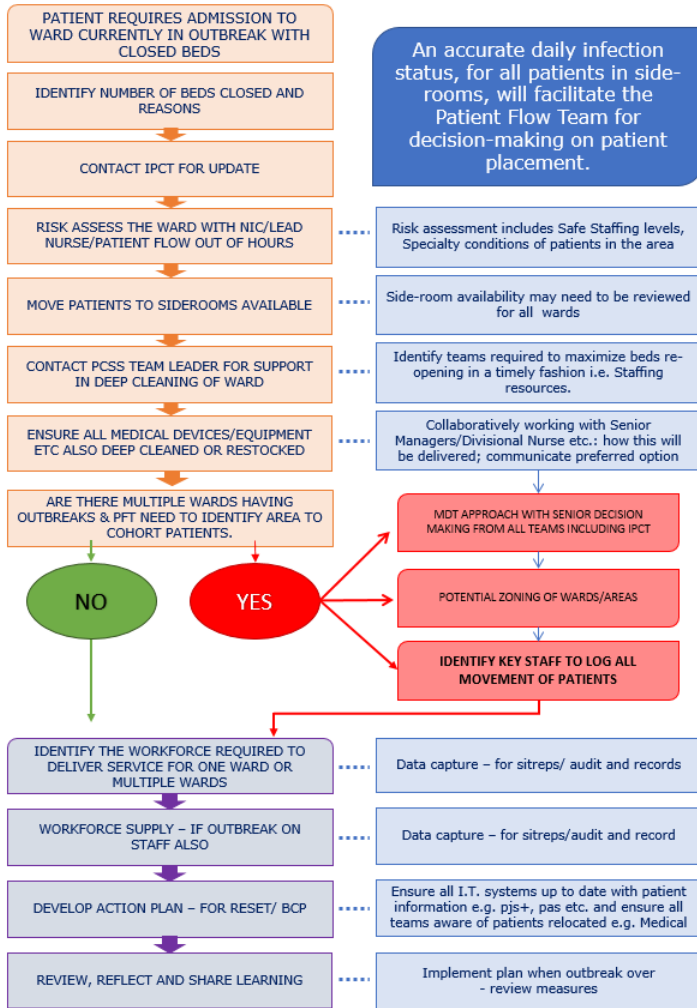 PATIENT REQUIRES ADMISSION TO
WARD CURRENTLY IN OUTBREAK WITH
CLOSED BEDS
An accurate daily infection
status, for all patients in side-
rooms, will facilitate the
Patient Flow Team for
decision-making on patient
placement.
IDENTIFY NUMBER OF BEDS CLOSED AND
REASONS
CONTACT IPCT FOR UPDATE
RISK ASSESS THE WARD WITH NIC/LEAD
NURSE/PATIENT FLOW OUT OF HOURS
Risk assessment includes Safe Staffing levels,
Specialty conditions of patients in the area
MOVE PATIENTS TO SIDEROOMS AVAILABLE
Side-room availability may need to be reviewed
for all wards
CONTACT PCSS TEAM LEADER FOR SUPPORT
IN DEEP CLEANING OF WARD
Identify teams required to maximize beds re-
opening in a timely fashion i.e. Staffing
resources.
ENSURE ALL MEDICAL DEVICES/EQUIPMENT
ETC ALSO DEEP CLEANED OR RESTOCKED
Collaboratively working with Senior
Managers/Divisional Nurse etc.: how this
will be delivered; communicate preferred option
ARE THERE MULTIPLE WARDS HAVING
OUTBREAKS & PFT NEED TO IDENTIFY AREA TO
COHORT PATIENTS.
MDT APPROACH WITH SENIOR DECISION
MAKING FROM ALL TEAMS INCLUDING IPCT
NO
YES
POTENTIAL ZONING OF WARDS/AREAS
IDENTIFY KEY STAFF TO LOG ALL
MOVEMENT OF PATIENTS
IDENTIFY THE WORKFORCE REQUIRED TO
DELIVER SERVICE FOR ONE WARD OR
MULTIPLE WARDS
Data capture – for sitreps/ audit and records
WORKFORCE SUPPLY – IF OUTBREAK ON
STAFF ALSO
Data capture – for sitreps/audit and record
DEVELOP ACTION PLAN – FOR RESET/ BCP
Ensure all I.T. systems up to date with patient
information e.g. pjs+, pas etc. and ensure all
teams aware of patients relocated e.g. Medical
REVIEW, REFLECT AND SHARE LEARNING
Implement plan when outbreak over
- review measures